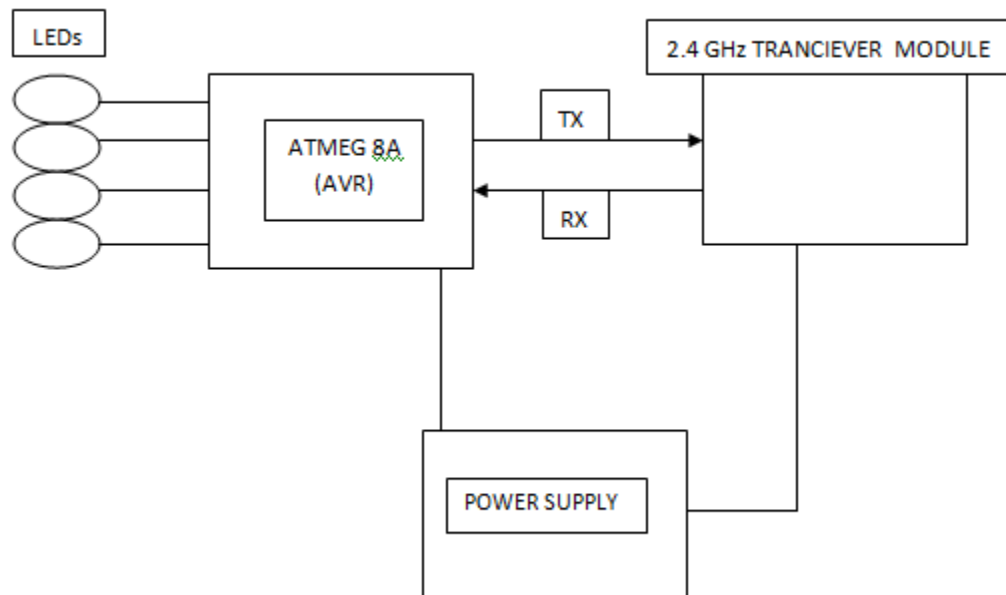 LEDs
2.4 GHz TRANCIEVER MODULE
TX
ATMEG 8A
(AVR)
RX
POWER SUPPLY